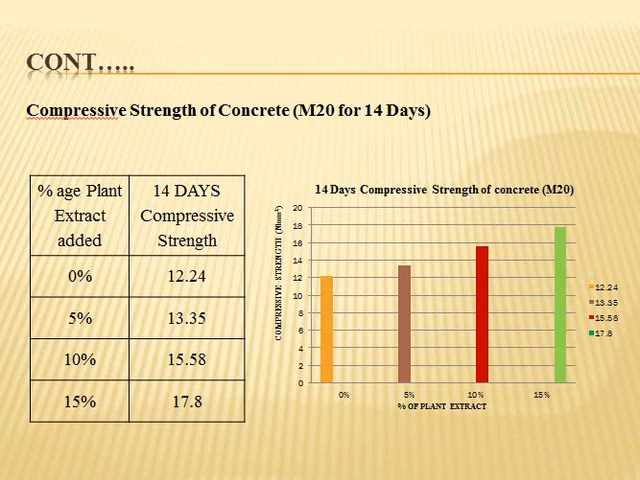 CONT…..
Compressive Strength of Concrete (M20 for 14 Days)
% age Plant
Extract
added
14 DAYS
Compressive
Strength
0% 12.24
5% 13.35
10% 15.58
15% 17.8
14 Days Compressive Strength of concrete (M20)
COMPRESSIVE STRENGTH (N/mm²)
20
18
16
14
12
10
8
6
4
2
0
0% 5% 10% 15%
% OF PLANT EXTRACT
12.24
13.35
15.58
17.8